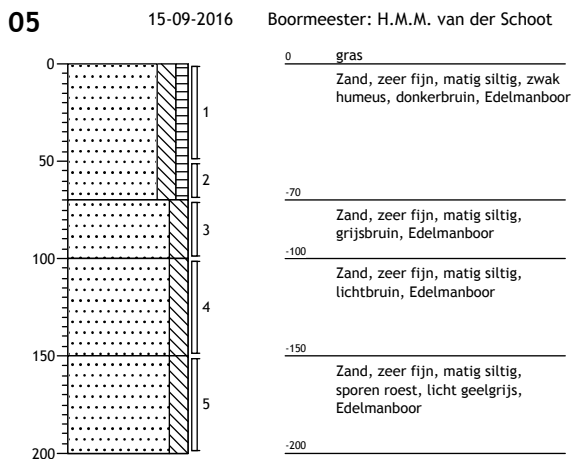 05 15-09-2016 Boormeester: H.M.M. van der Schoot
0
50
100
150
200
1
2
3
4
5
0 gras
Zand, zeer fijn, matig siltig, zwak
humeus, donkerbruin, Edelmanboor
-70
Zand, zeer fijn, matig siltig,
grijsbruin, Edelmanboor
-100
Zand, zeer fijn, matig siltig,
lichtbruin, Edelmanboor
-150
Zand, zeer fijn, matig siltig,
sporen roest, licht geelgrijs,
Edelmanboor
-200